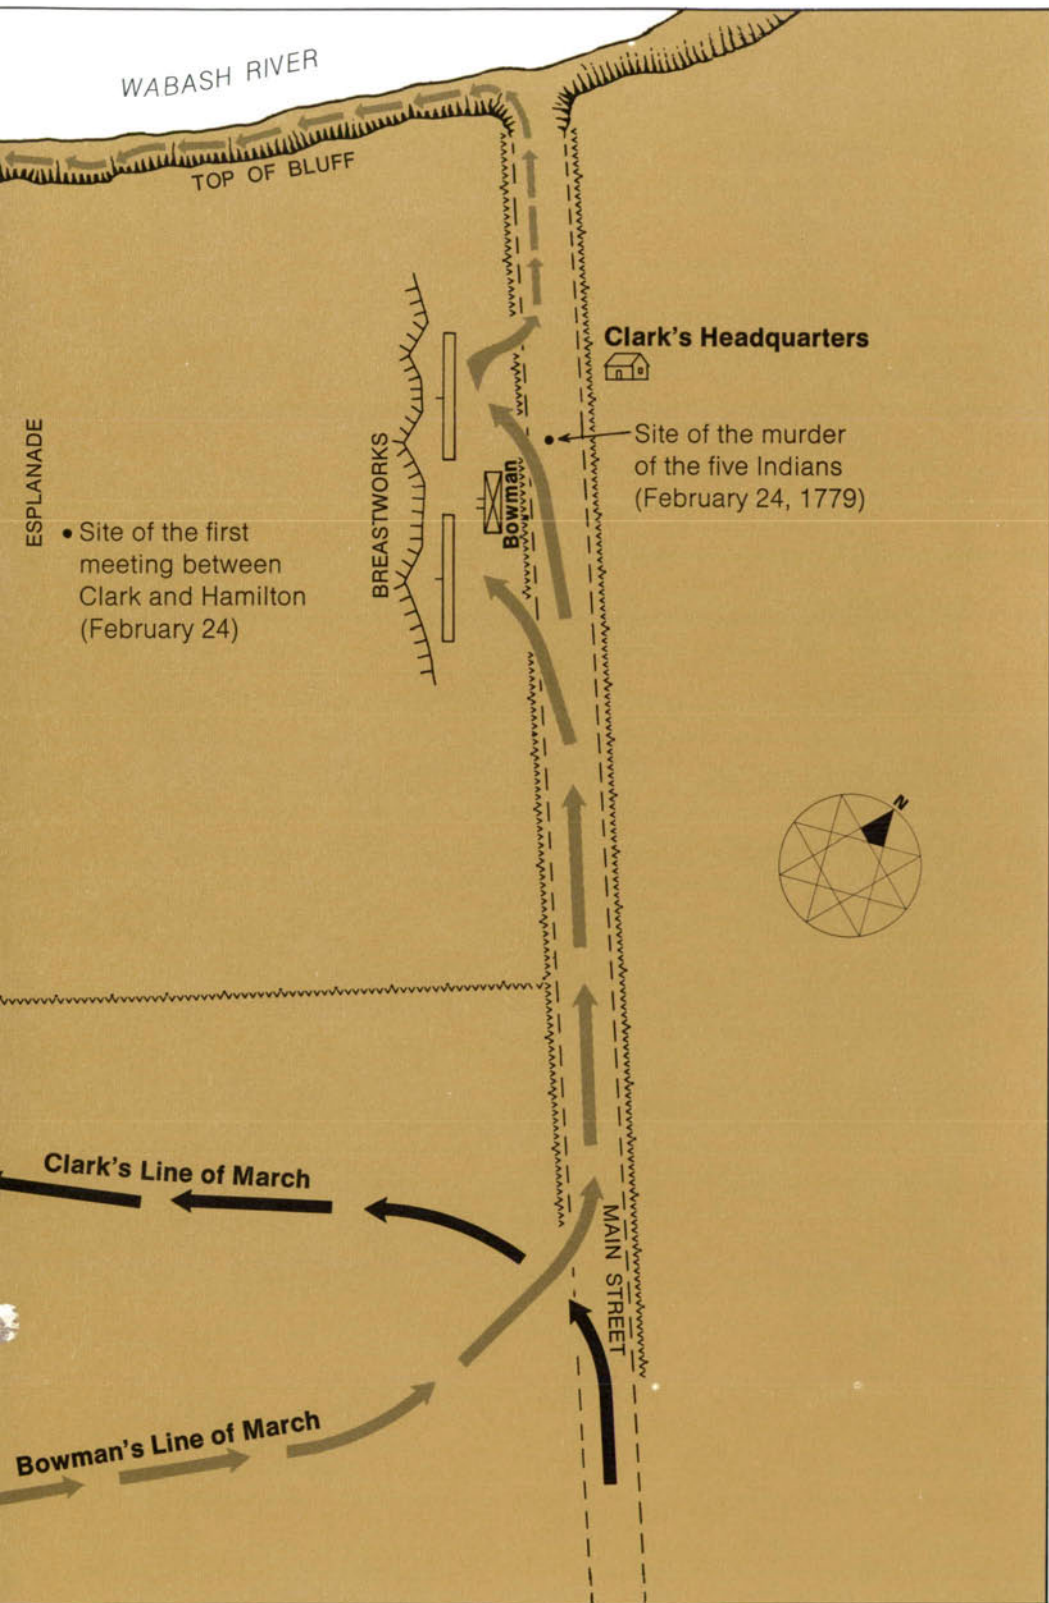 WABASH RIVER
TOP OF BLUFF
Clark's Headquarters
Site of the murder
of the five Indians
(February 24, 1779)
ESPLANADE
• Site of the first
meeting between
Clark and Hamilton
(February 24)
BREASTWORKS
Bowman
N
Clark's Line of March
MAIN STREET
Bowman's Line of March